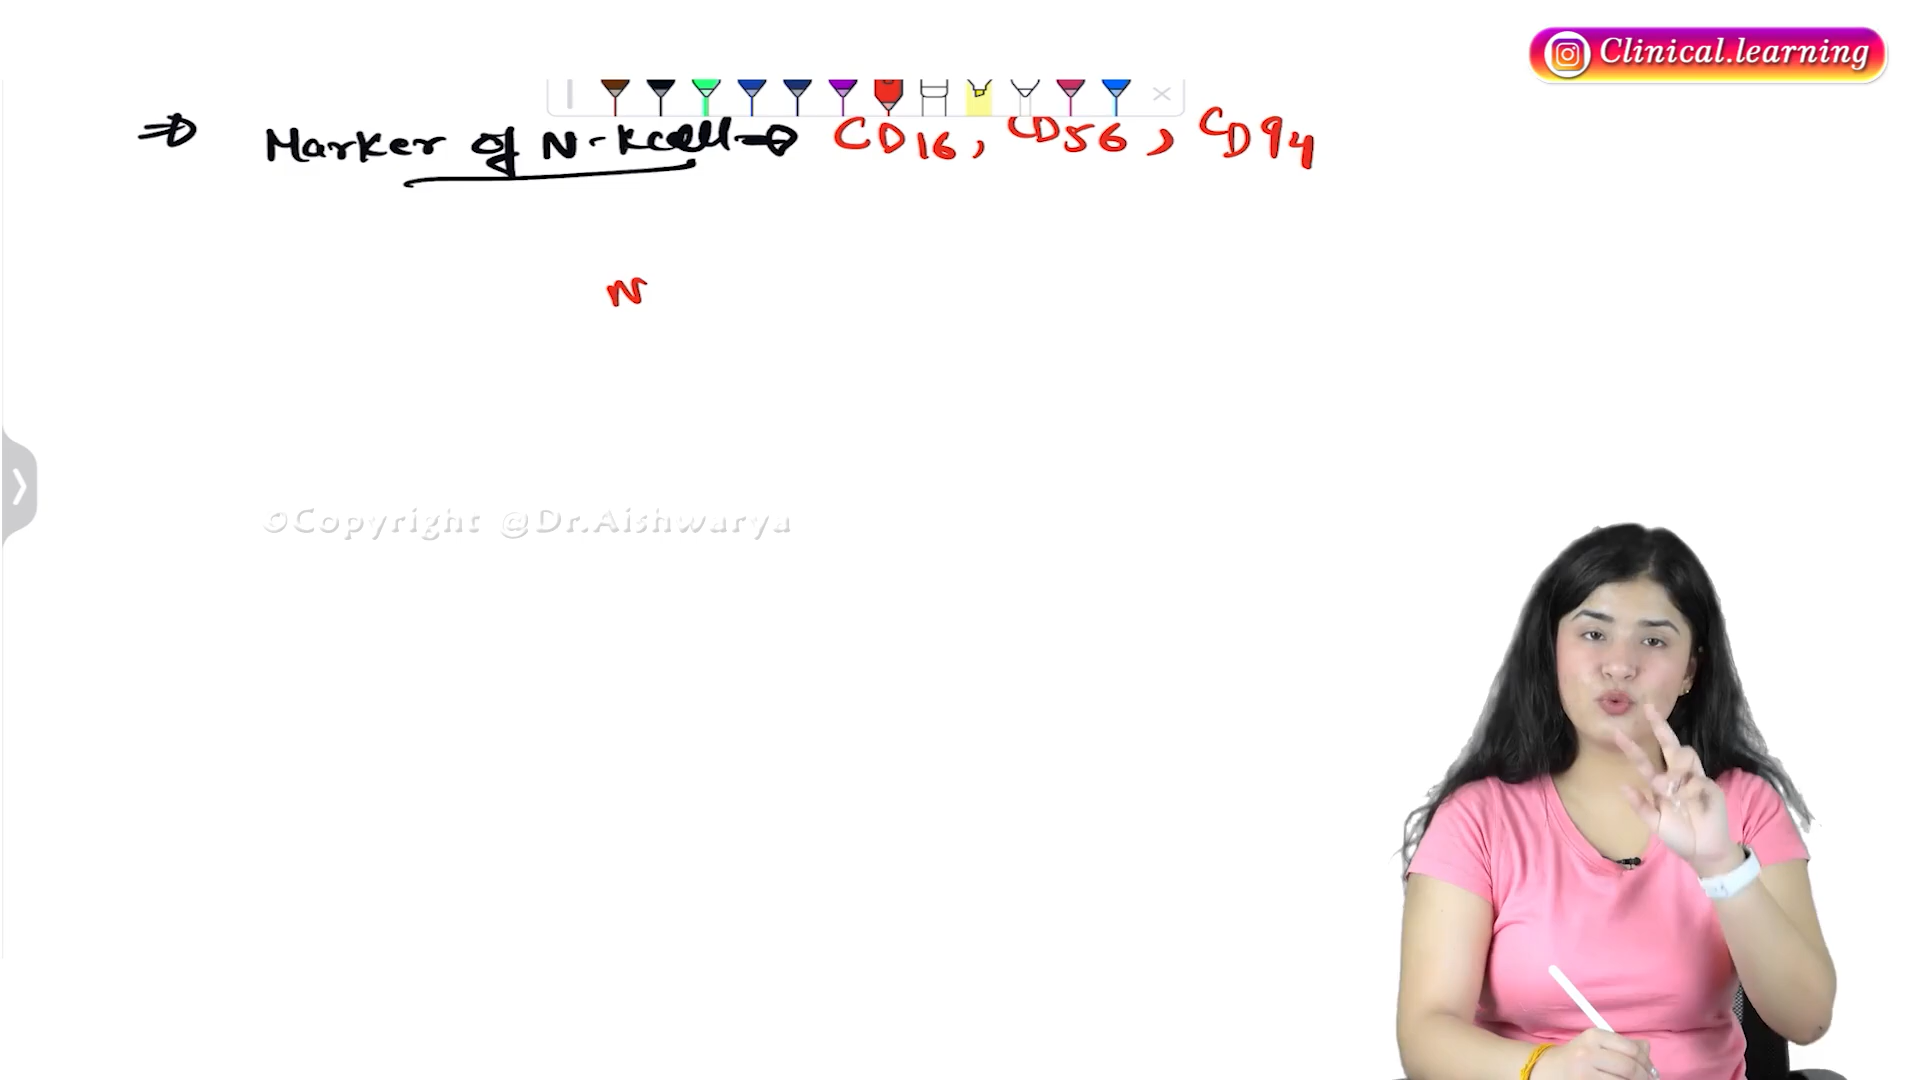 Clinical.learning
⇒ Marker of N-Kcell → CD16, CD56, CD94
N
©Copyright @Dr.Aishwarya